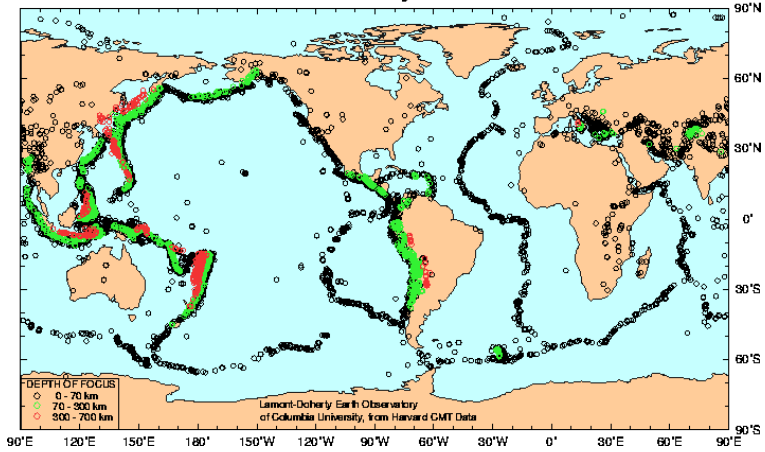 90°N
60°N
30°N
0°
30°S
60°S
90°S
DEPTH OF FOCUS
0 - 70 km
70 - 300 km
300 - 700 km
Lamont-Doherty Earth Observatory
of Columbia University, from Harvard CMT Data
90°E 120°E 150°E 180° 150°W 120°W 90°W 60°W 30°W 0° 30°E 60°E 90°E